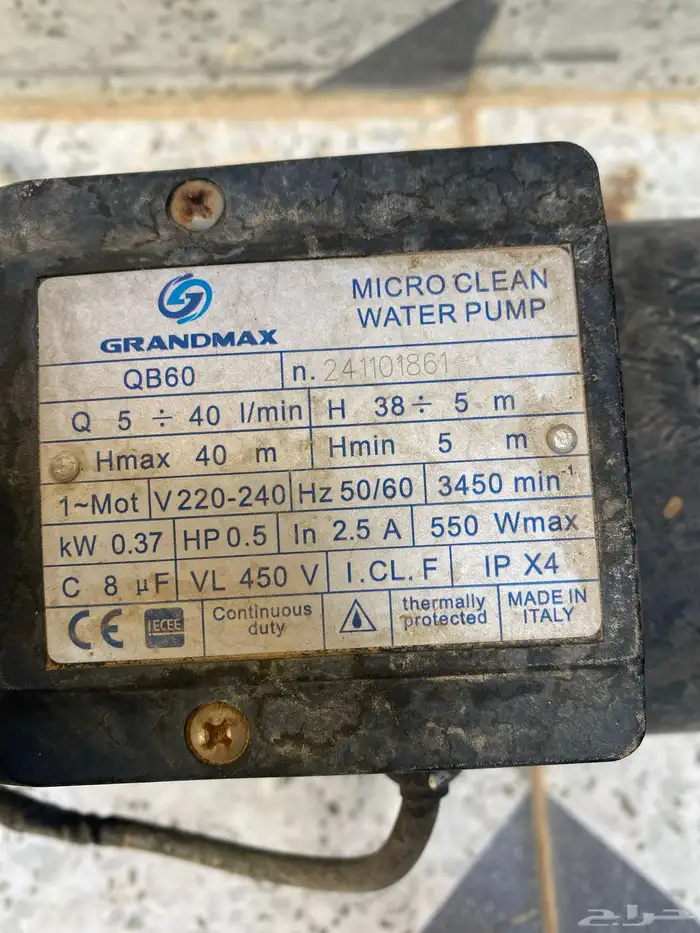 GRANDMAX
MICRO CLEAN
WATER PUMP
QB60 n. 241101861
Q 5 ÷ 40 l/min H 38 ÷ 5 m
Hmax 40 m Hmin 5 m
1~Mot V 220-240 Hz 50/60 3450 min⁻¹
kW 0.37 HP 0.5 In 2.5 A 550 Wmax
C 8 µF VL 450 V I.CL. F IP X4
CE IECEE Continuous duty thermally protected MADE IN ITALY
حراج